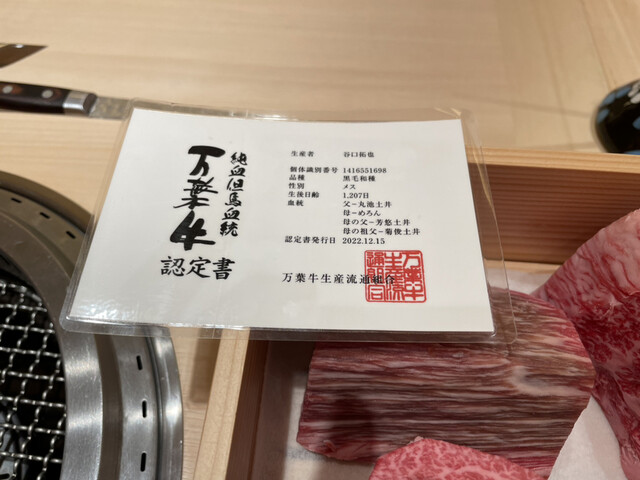 純血但馬血統
万葉牛
認定書
生産者 谷口拓也
個体識別番号 1416551698
品種 黒毛和種
性別 メス
生後日齢 1,207日
血統 父−丸池土井
母−めろん
母の父−芳悠土井
母の祖父−菊俊土井
認定書発行日 2022.12.15
万葉牛生産流通組合